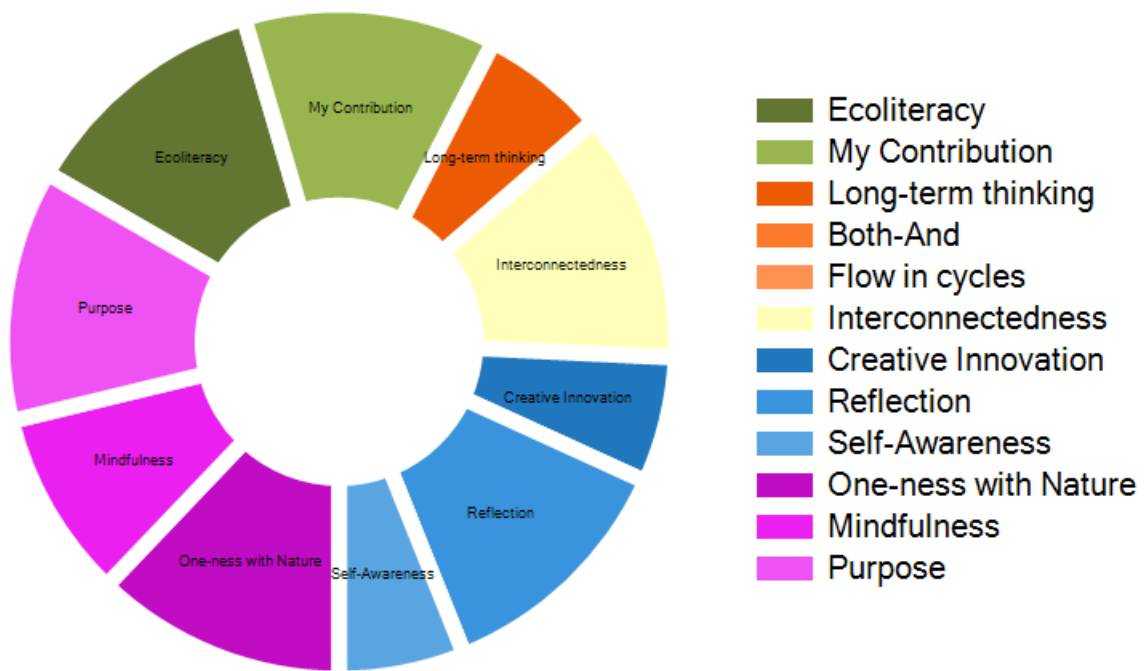 My Contribution
Long-term thinking
Ecoliteracy
Interconnectedness
Purpose
Creative Innovation
Mindfulness
Reflection
One-ness with Nature
Self-Awareness
Ecoliteracy
My Contribution
Long-term thinking
Both-And
Flow in cycles
Interconnectedness
Creative Innovation
Reflection
Self-Awareness
One-ness with Nature
Mindfulness
Purpose